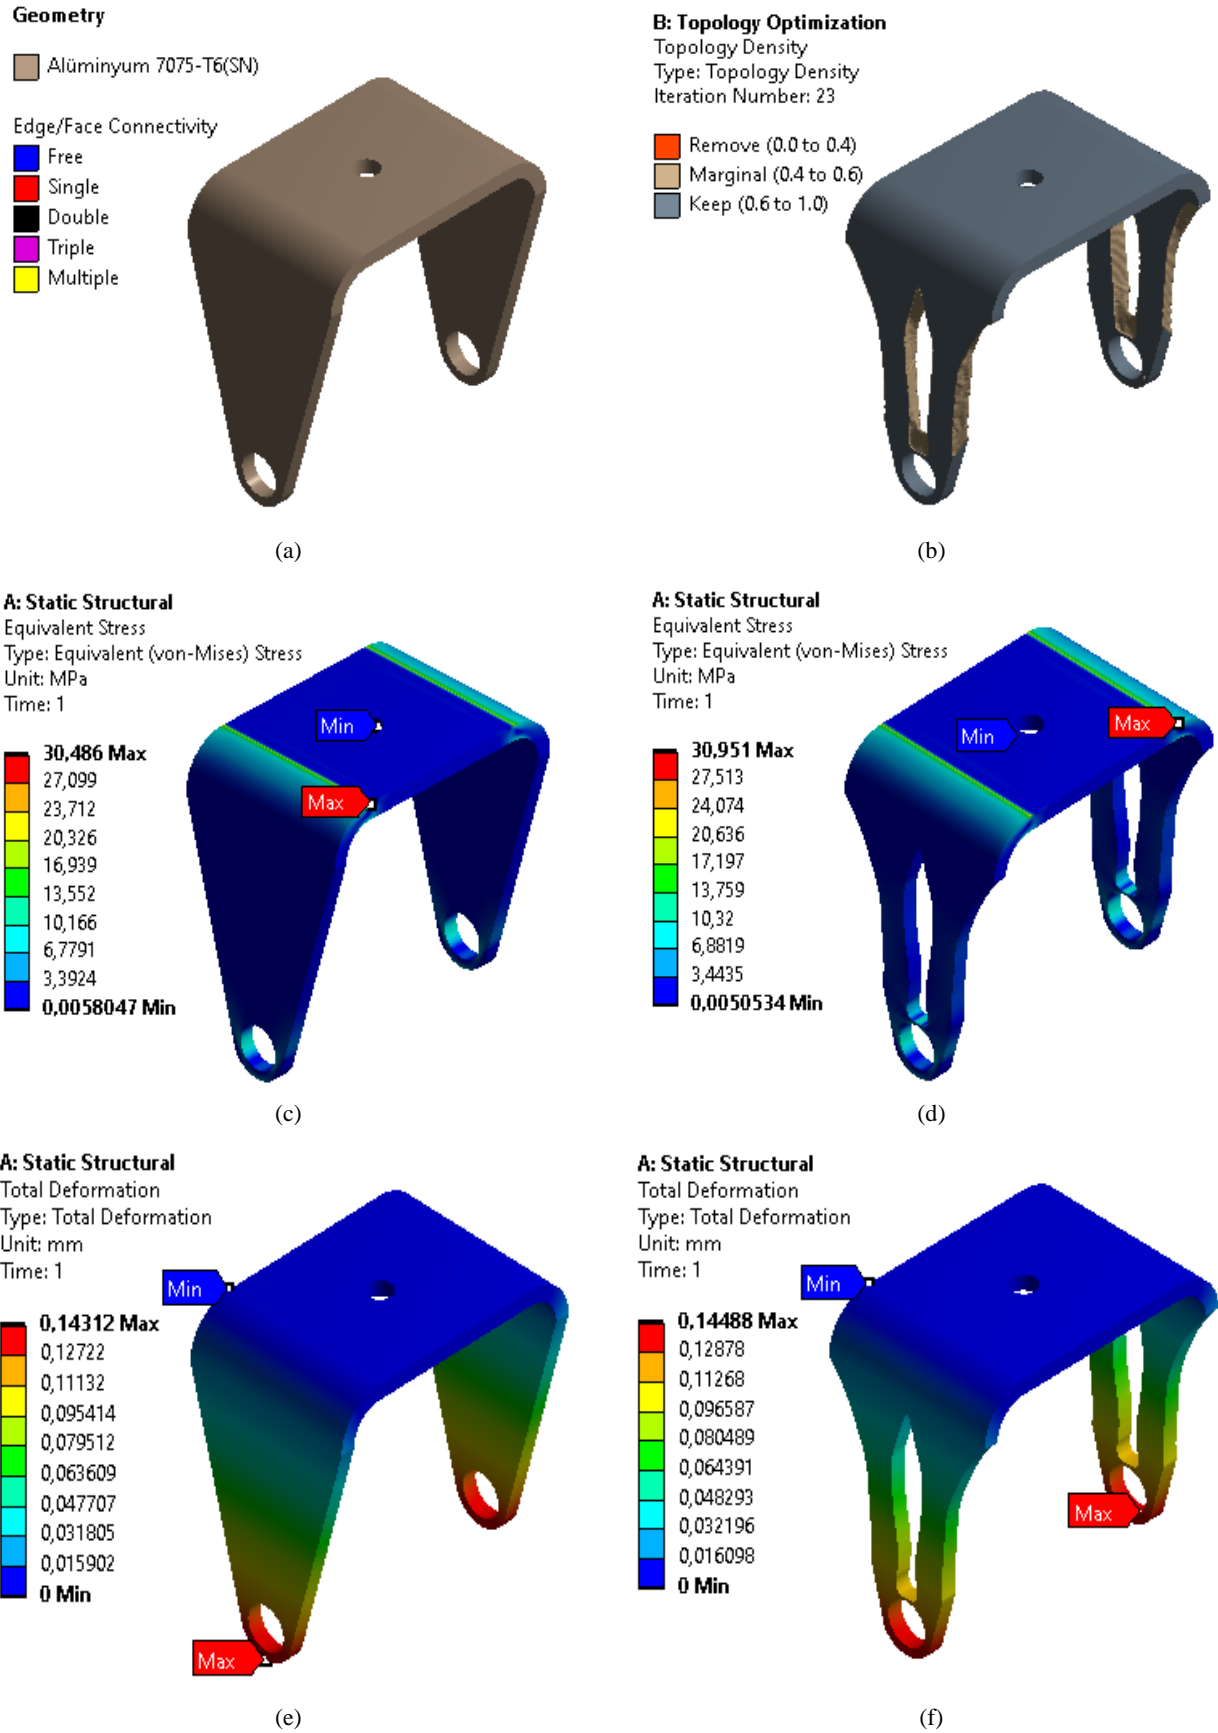 Geometry
Alüminyum 7075-T6(SN)
Edge/Face Connectivity
Free
Single
Double
Triple
Multiple
(a)
B: Topology Optimization
Topology Density
Type: Topology Density
Iteration Number: 23
Remove (0.0 to 0.4)
Marginal (0.4 to 0.6)
Keep (0.6 to 1.0)
(b)
A: Static Structural
Equivalent Stress
Type: Equivalent (von-Mises) Stress
Unit: MPa
Time: 1
30,486 Max
27,099
23,712
20,326
16,939
13,552
10,166
6,7791
3,3924
0,0058047 Min
Min
Max
(c)
A: Static Structural
Equivalent Stress
Type: Equivalent (von-Mises) Stress
Unit: MPa
Time: 1
30,951 Max
27,513
24,074
20,636
17,197
13,759
10,32
6,8819
3,4435
0,0050534 Min
Max
Min
(d)
A: Static Structural
Total Deformation
Type: Total Deformation
Unit: mm
Time: 1
0,14312 Max
0,12722
0,11132
0,095414
0,079512
0,063609
0,047707
0,031805
0,015902
0 Min
Min
Max
(e)
A: Static Structural
Total Deformation
Type: Total Deformation
Unit: mm
Time: 1
0,14488 Max
0,12878
0,11268
0,096587
0,080489
0,064391
0,048293
0,032196
0,016098
0 Min
Min
Max
(f)